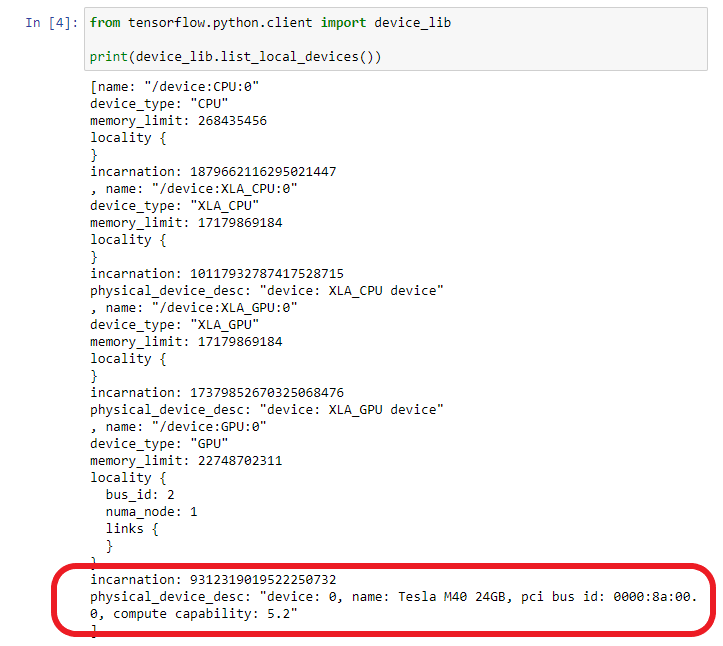 In [4]: from tensorflow.python.client import device_lib
print(device_lib.list_local_devices())
[name: "/device:CPU:0"
device_type: "CPU"
memory_limit: 268435456
locality {
}
incarnation: 1879662116295021447
, name: "/device:XLA_CPU:0"
device_type: "XLA_CPU"
memory_limit: 17179869184
locality {
}
incarnation: 10117932787417528715
physical_device_desc: "device: XLA_CPU device"
, name: "/device:XLA_GPU:0"
device_type: "XLA_GPU"
memory_limit: 17179869184
locality {
}
incarnation: 17379852670325068476
physical_device_desc: "device: XLA_GPU device"
, name: "/device:GPU:0"
device_type: "GPU"
memory_limit: 22748702311
locality {
  bus_id: 2
  numa_node: 1
  links {
  }
}
incarnation: 9312319019522250732
physical_device_desc: "device: 0, name: Tesla M40 24GB, pci bus id: 0000:8a:00.
0, compute capability: 5.2"
]